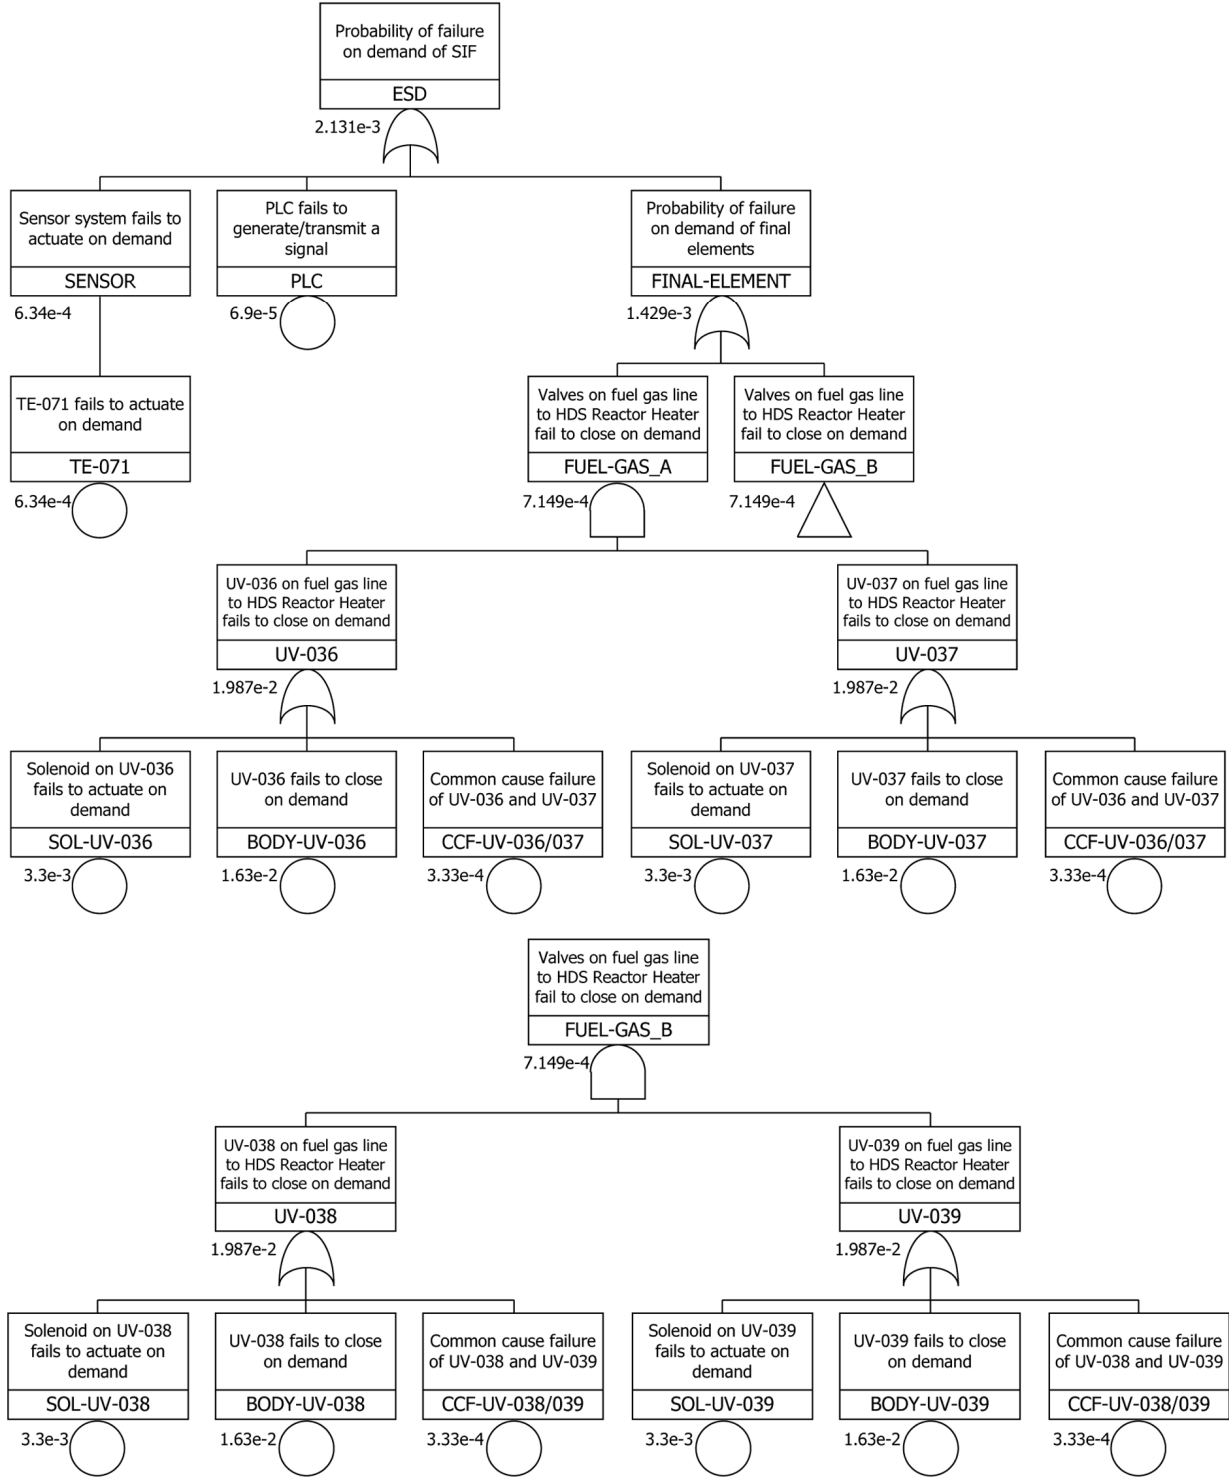 Probability of failure
on demand of SIF
ESD
2.131e-3
Sensor system fails to
actuate on demand
SENSOR
6.34e-4
PLC fails to
generate/transmit a
signal
PLC
6.9e-5
Probability of failure
on demand of final
elements
FINAL-ELEMENT
1.429e-3
TE-071 fails to actuate
on demand
TE-071
6.34e-4
Valves on fuel gas line
to HDS Reactor Heater
fail to close on demand
FUEL-GAS_A
7.149e-4
Valves on fuel gas line
to HDS Reactor Heater
fail to close on demand
FUEL-GAS_B
7.149e-4
UV-036 on fuel gas line
to HDS Reactor Heater
fails to close on demand
UV-036
1.987e-2
UV-037 on fuel gas line
to HDS Reactor Heater
fails to close on demand
UV-037
1.987e-2
Solenoid on UV-036
fails to actuate on
demand
SOL-UV-036
3.3e-3
UV-036 fails to close
on demand
BODY-UV-036
1.63e-2
Common cause failure
of UV-036 and UV-037
CCF-UV-036/037
3.33e-4
Solenoid on UV-037
fails to actuate on
demand
SOL-UV-037
3.3e-3
UV-037 fails to close
on demand
BODY-UV-037
1.63e-2
Common cause failure
of UV-036 and UV-037
CCF-UV-036/037
3.33e-4
Valves on fuel gas line
to HDS Reactor Heater
fail to close on demand
FUEL-GAS_B
7.149e-4
UV-038 on fuel gas line
to HDS Reactor Heater
fails to close on demand
UV-038
1.987e-2
UV-039 on fuel gas line
to HDS Reactor Heater
fails to close on demand
UV-039
1.987e-2
Solenoid on UV-038
fails to actuate on
demand
SOL-UV-038
3.3e-3
UV-038 fails to close
on demand
BODY-UV-038
1.63e-2
Common cause failure
of UV-038 and UV-039
CCF-UV-038/039
3.33e-4
Solenoid on UV-039
fails to actuate on
demand
SOL-UV-039
3.3e-3
UV-039 fails to close
on demand
BODY-UV-039
1.63e-2
Common cause failure
of UV-038 and UV-039
CCF-UV-038/039
3.33e-4